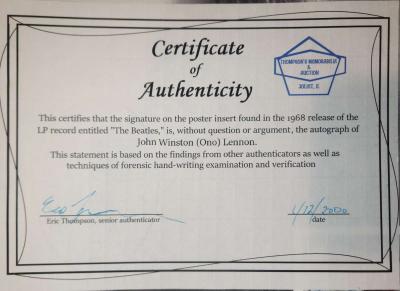 Certificate
of
Authenticity
THOMPSON'S MEMORABILIA
&
AUCTION
JOLIET, IL
This certifies that the signature on the poster insert found in the 1968 release of the
LP record entitled "The Beatles," is, without question or argument, the autograph of
John Winston (Ono) Lennon.
This statement is based on the findings from other authenticators as well as
techniques of forensic hand-writing examination and verification
1/12/2000
Eric Thompson, senior authenticator
date